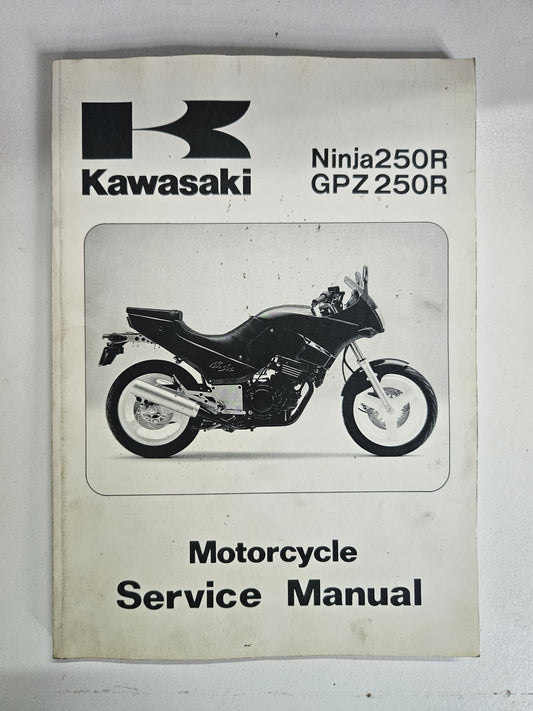 Kawasaki
Ninja250R
GPZ250R
Motorcycle
Service Manual